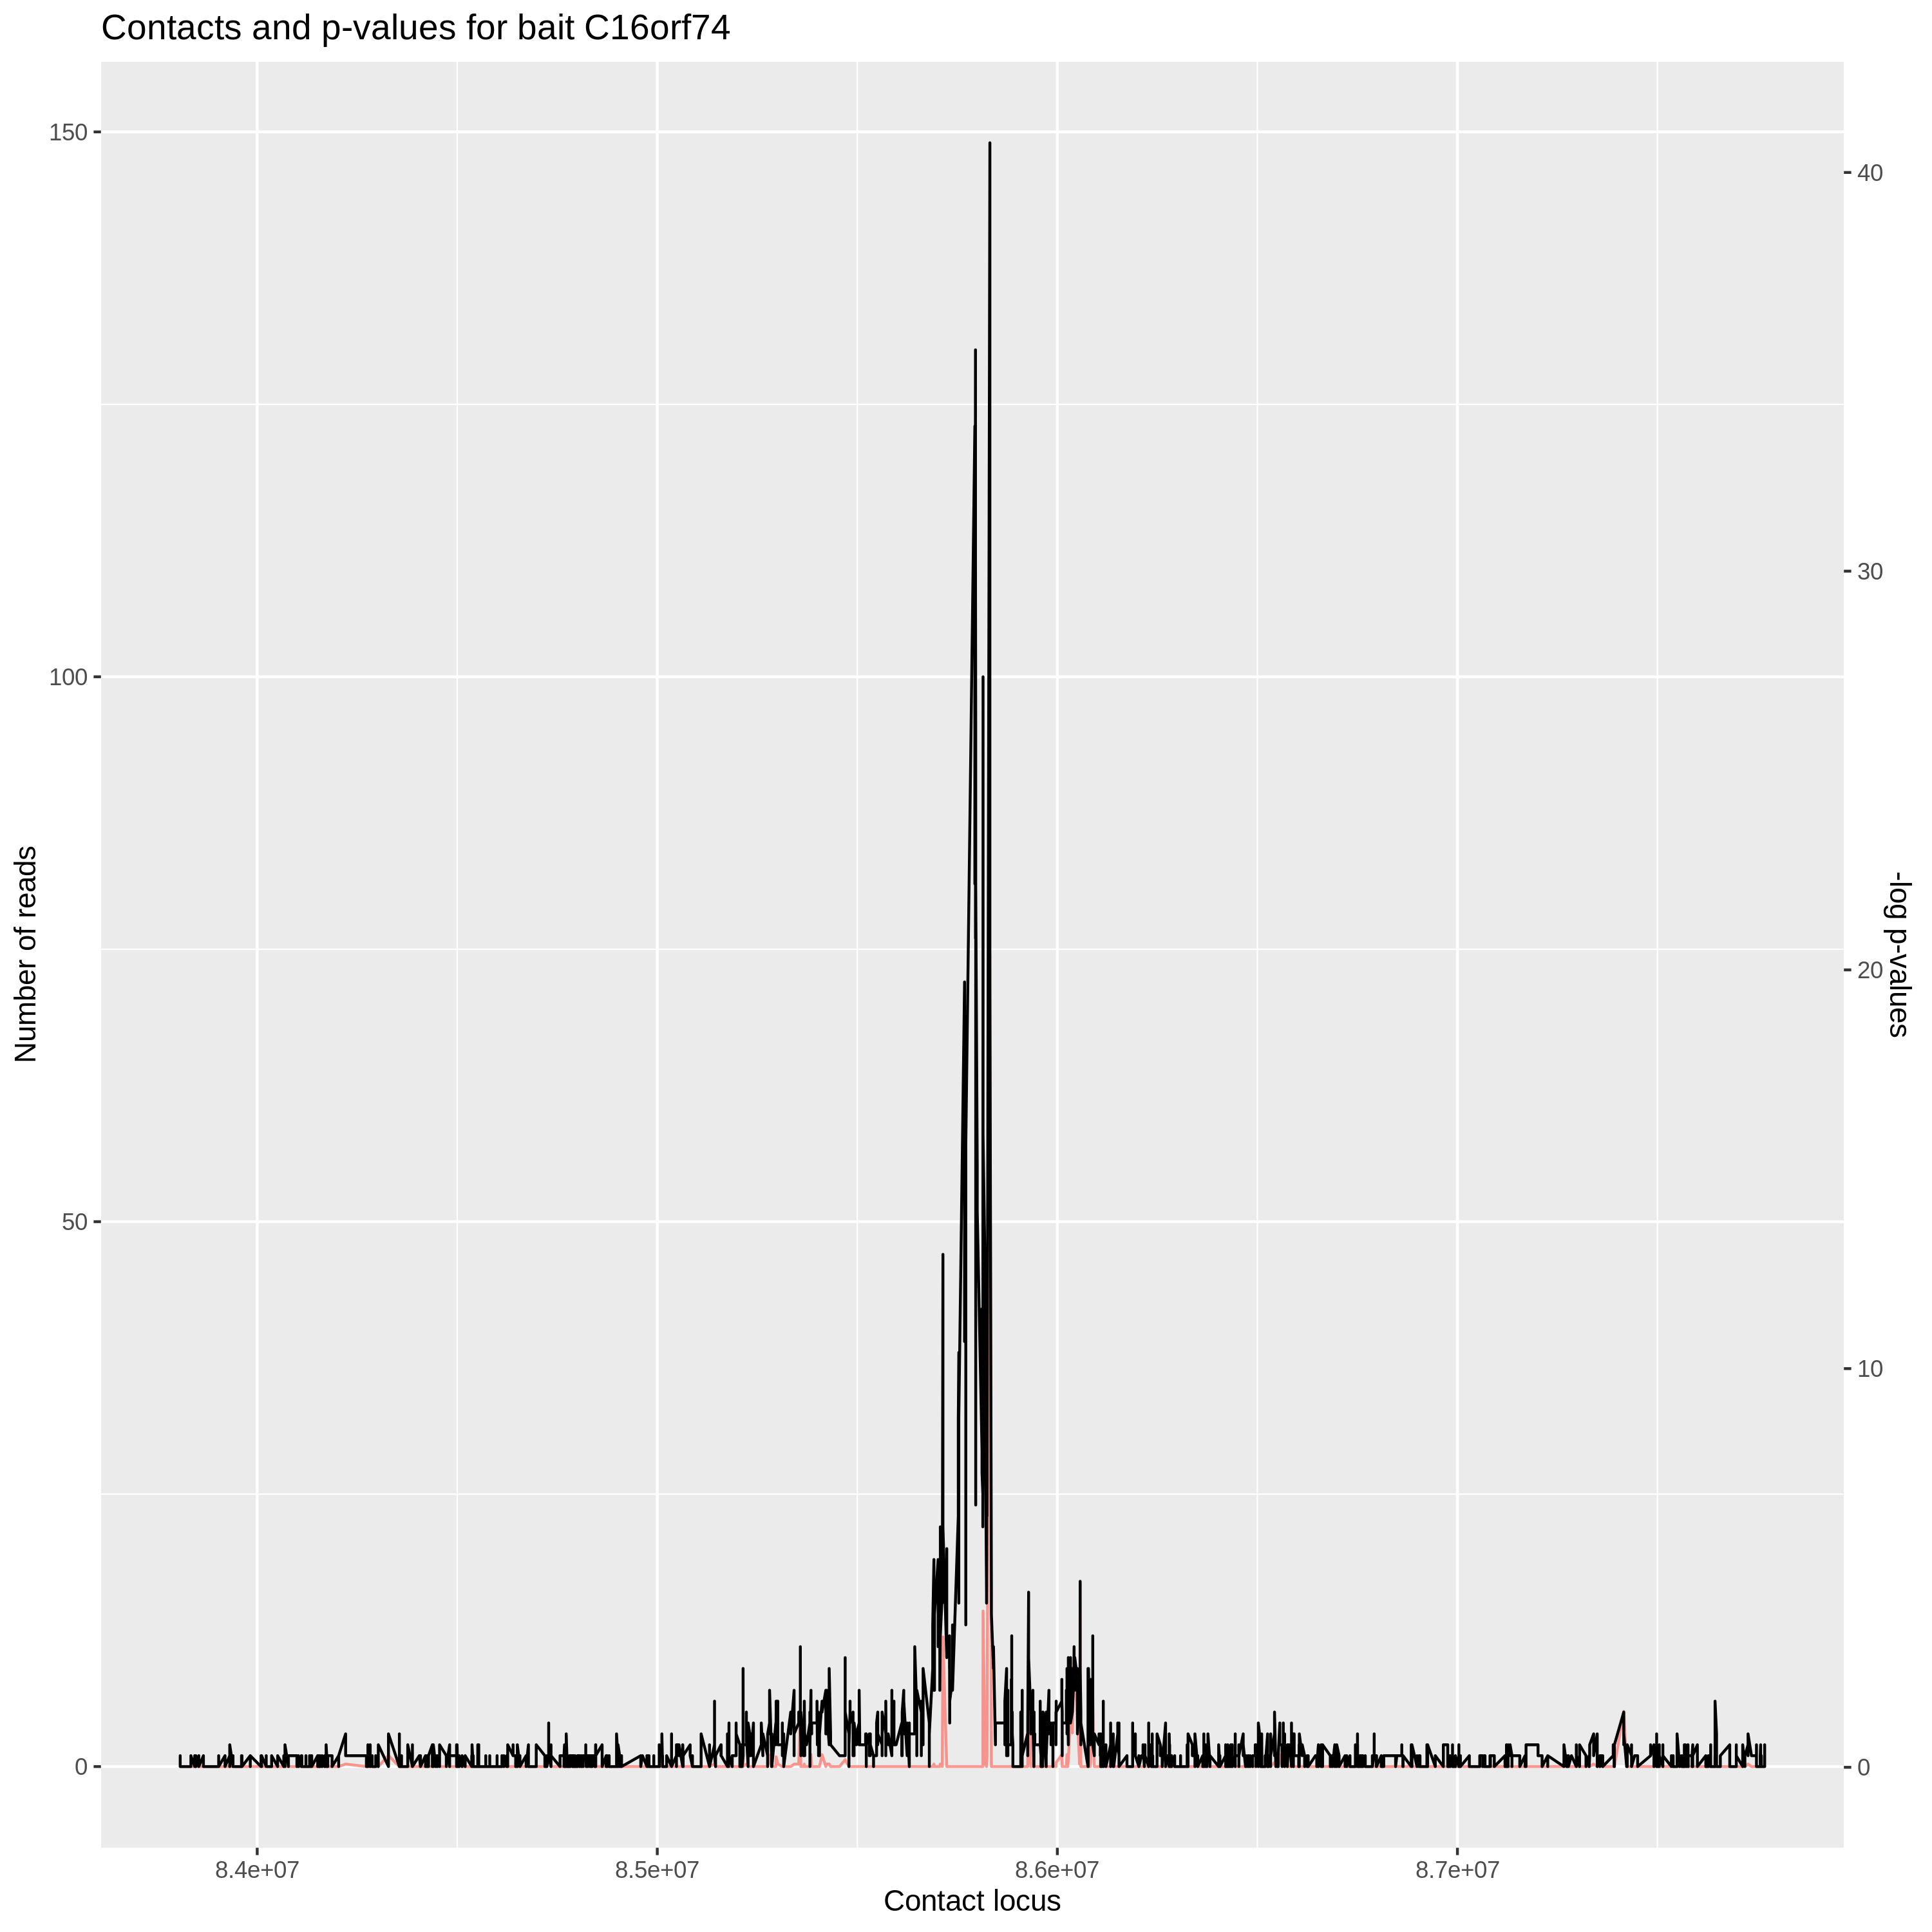 Contacts and p-values for bait C16orf74
150
100
50
0
Number of reads
40
30
20
10
0
-log p-values
8.4e+07
8.5e+07
8.6e+07
8.7e+07
Contact locus